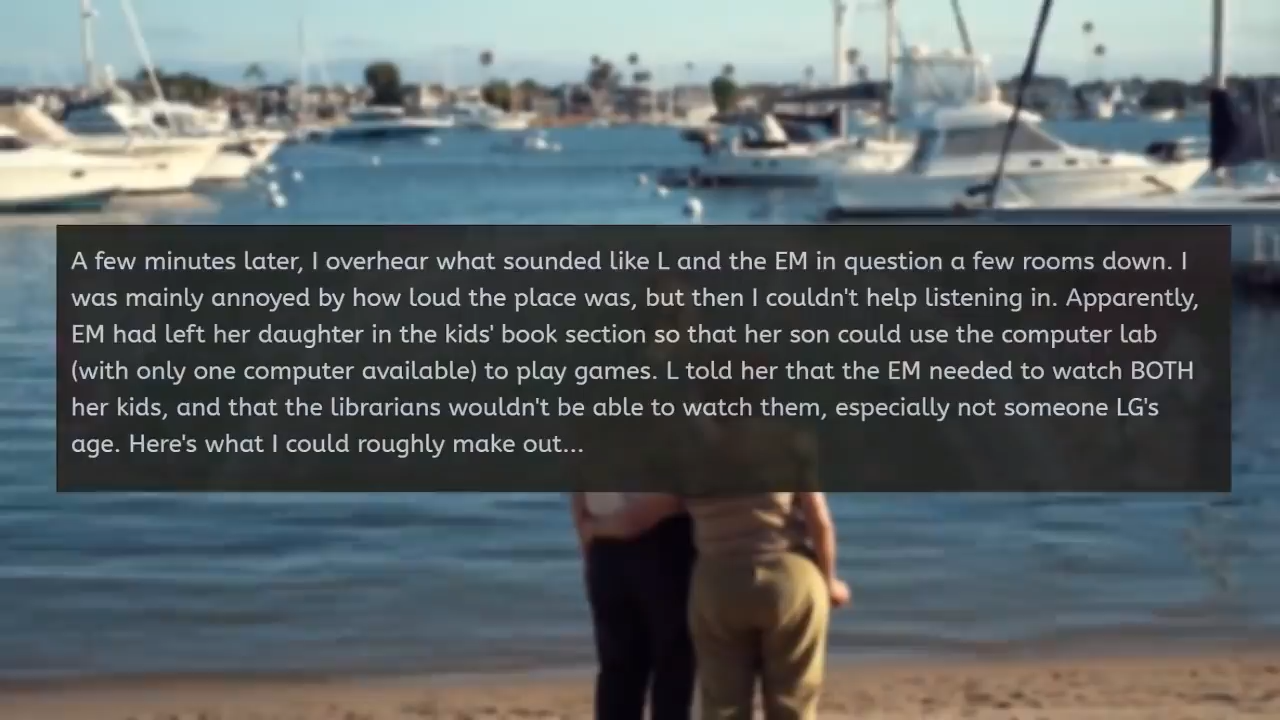 A few minutes later, I overhear what sounded like L and the EM in question a few rooms down. I
was mainly annoyed by how loud the place was, but then I couldn't help listening in. Apparently,
EM had left her daughter in the kids' book section so that her son could use the computer lab
(with only one computer available) to play games. L told her that the EM needed to watch BOTH
her kids, and that the librarians wouldn't be able to watch them, especially not someone LG's
age. Here's what I could roughly make out...